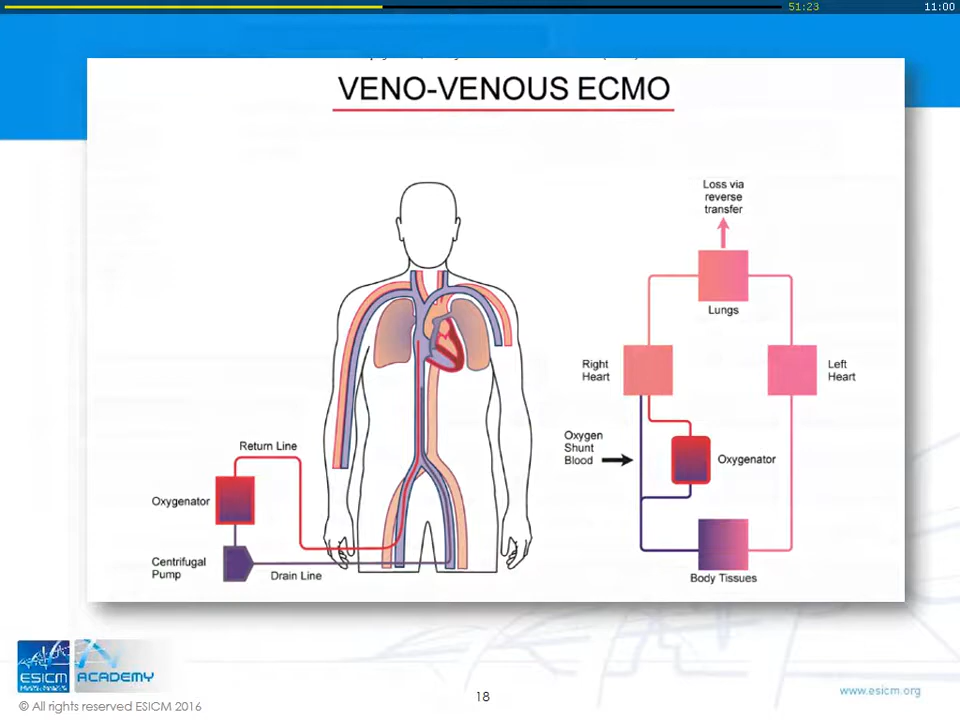 51:23
11:00
VENO-VENOUS ECMO
Loss via
reverse
transfer
Lungs
Right
Heart
Left
Heart
Oxygen
Shunt
Blood
Oxygenator
Body Tissues
Return Line
Oxygenator
Centrifugal
Pump
Drain Line
ESICM
ACADEMY
© All rights reserved ESICM 2016
18
www.esicm.org